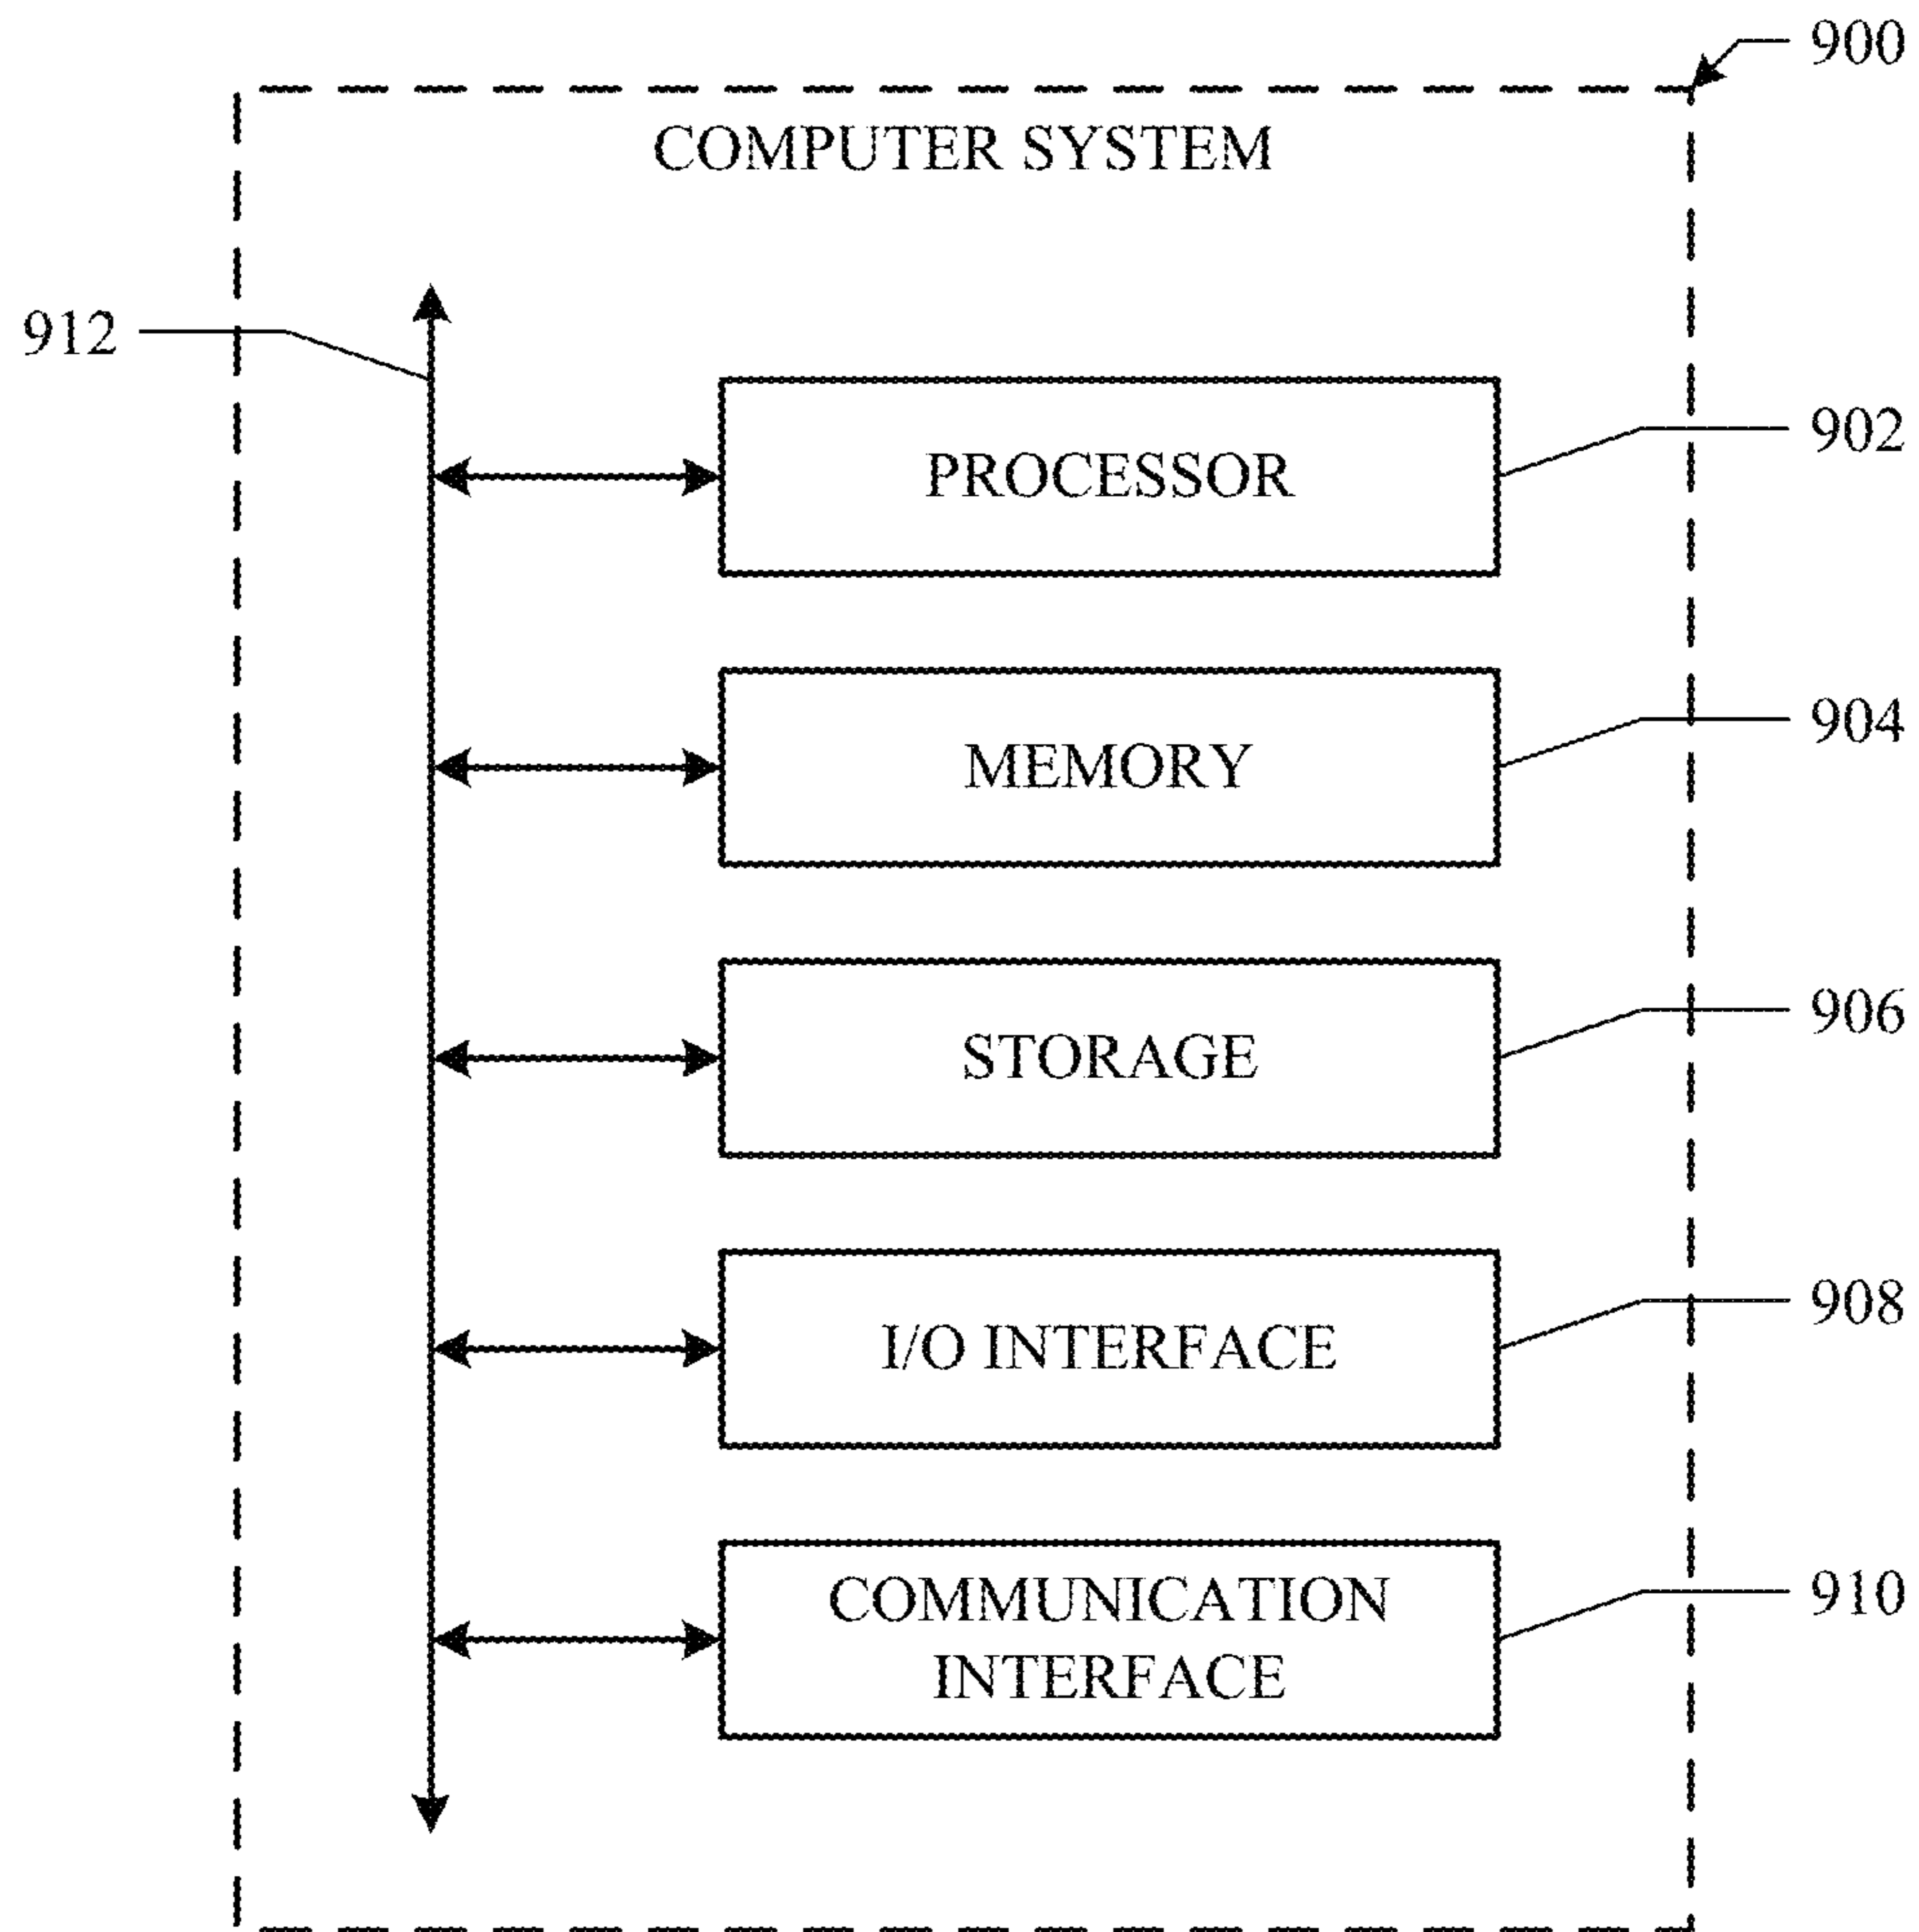 900
COMPUTER SYSTEM
912
902
PROCESSOR
904
MEMORY
906
STORAGE
908
I/O INTERFACE
910
COMMUNICATION
INTERFACE